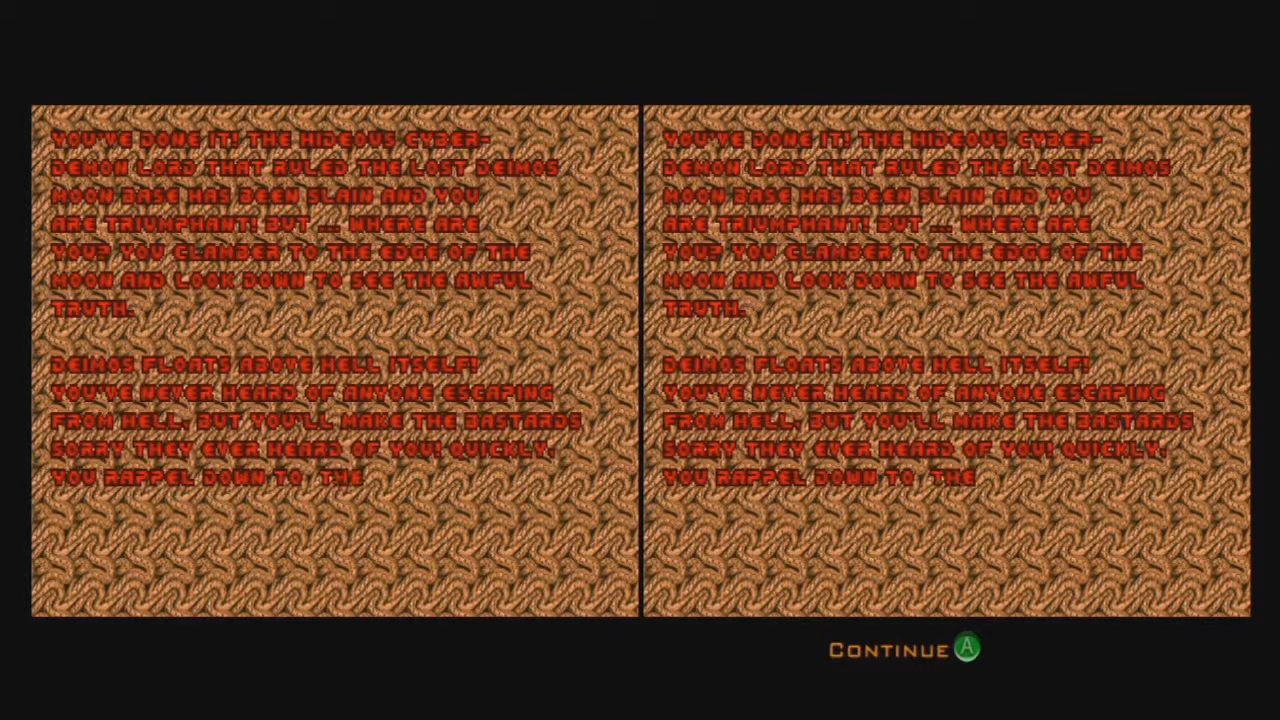 YOU'VE DONE IT! THE HIDEOUS CYBER-
DEMON LORD THAT RULED THE LOST DEIMOS
MOON BASE HAS BEEN SLAIN AND YOU
ARE TRIUMPHANT! BUT ... WHERE ARE
YOU? YOU CLAMBER TO THE EDGE OF THE
MOON AND LOOK DOWN TO SEE THE AWFUL
TRUTH.
DEIMOS FLOATS ABOVE HELL ITSELF!
YOU'VE NEVER HEARD OF ANYONE ESCAPING
FROM HELL, BUT YOU'LL MAKE THE BASTARDS
SORRY THEY EVER HEARD OF YOU! QUICKLY,
YOU RAPPEL DOWN TO THE
YOU'VE DONE IT! THE HIDEOUS CYBER-
DEMON LORD THAT RULED THE LOST DEIMOS
MOON BASE HAS BEEN SLAIN AND YOU
ARE TRIUMPHANT! BUT ... WHERE ARE
YOU? YOU CLAMBER TO THE EDGE OF THE
MOON AND LOOK DOWN TO SEE THE AWFUL
TRUTH.
DEIMOS FLOATS ABOVE HELL ITSELF!
YOU'VE NEVER HEARD OF ANYONE ESCAPING
FROM HELL, BUT YOU'LL MAKE THE BASTARDS
SORRY THEY EVER HEARD OF YOU! QUICKLY,
YOU RAPPEL DOWN TO THE
CONTINUE A